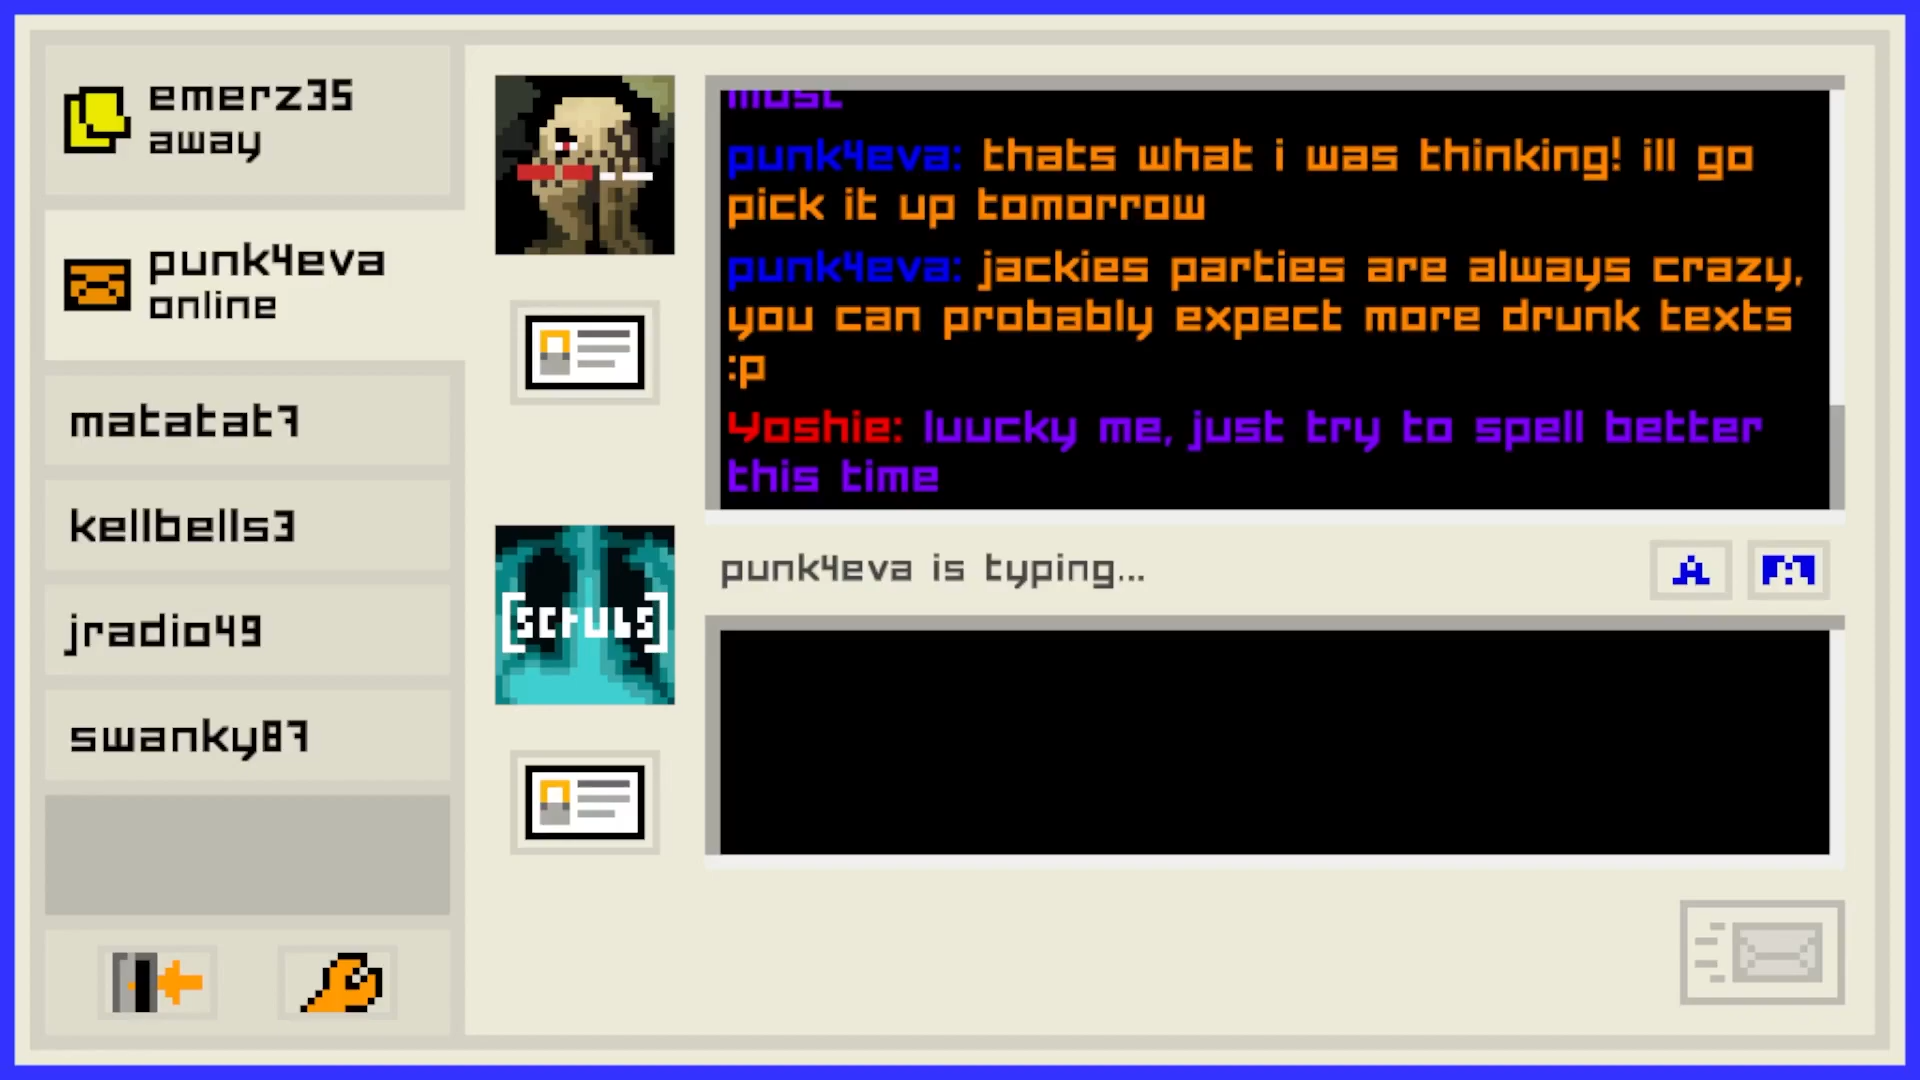 emerz35
away
punk4eva
online
matatat7
kellbells3
jradio49
swanky87
must
punk4eva: thats what i was thinking! ill go
pick it up tomorrow
punk4eva: jackies parties are always crazy,
you can probably expect more drunk texts
:p
Yoshie: luucky me, just try to spell better
this time
[scrubs]
punk4eva is typing...
A